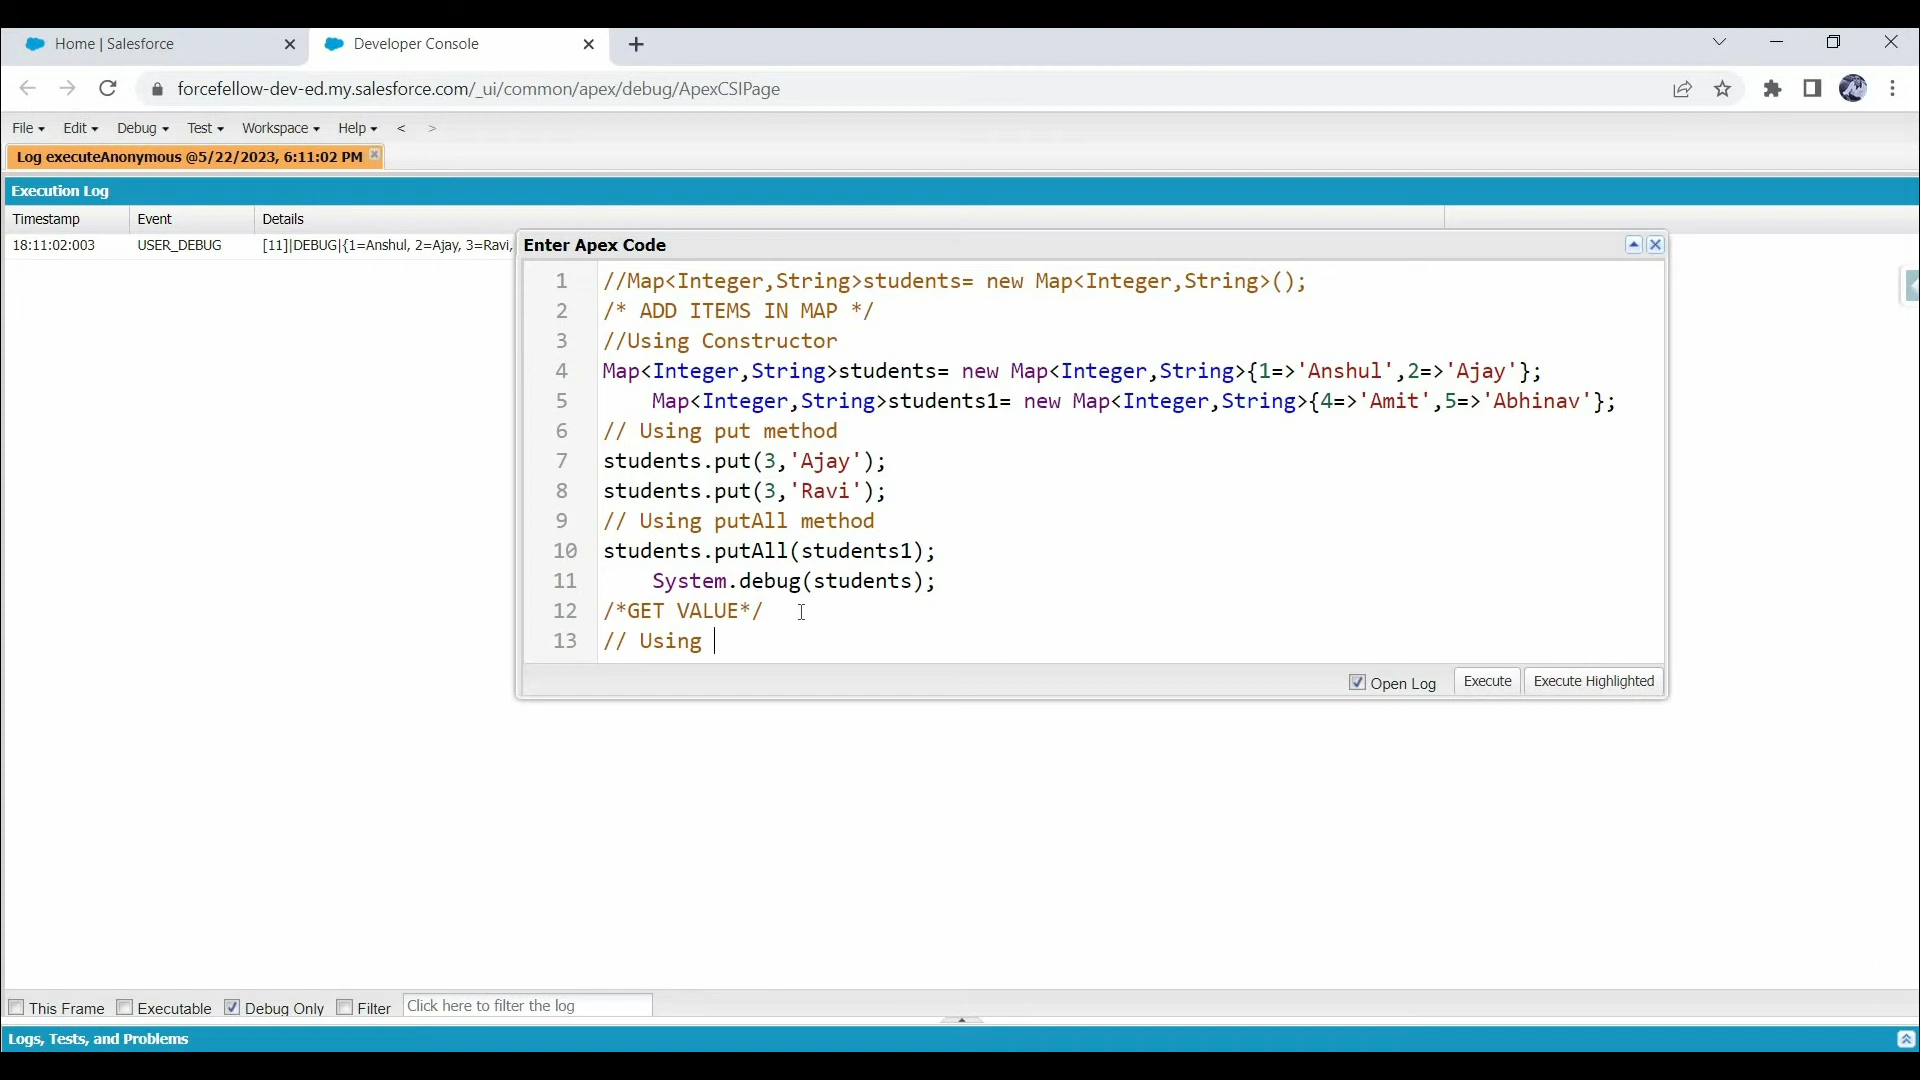 Home | Salesforce
Developer Console
forcefellow-dev-ed.my.salesforce.com/_ui/common/apex/debug/ApexCSIPage
File Edit Debug Test Workspace Help < >
Log executeAnonymous @5/22/2023, 6:11:02 PM
Execution Log
Timestamp Event Details
18:11:02:003 USER_DEBUG [11]|DEBUG|{1=Anshul, 2=Ajay, 3=Ravi,
Enter Apex Code
1 //Map<Integer,String>students= new Map<Integer,String>();
2 /* ADD ITEMS IN MAP */
3 //Using Constructor
4 Map<Integer,String>students= new Map<Integer,String>{1=>'Anshul',2=>'Ajay'};
5 Map<Integer,String>students1= new Map<Integer,String>{4=>'Amit',5=>'Abhinav'};
6 // Using put method
7 students.put(3,'Ajay');
8 students.put(3,'Ravi');
9 // Using putAll method
10 students.putAll(students1);
11 System.debug(students);
12 /*GET VALUE*/
13 // Using
Open Log Execute Execute Highlighted
This Frame Executable Debug Only Filter Click here to filter the log
Logs, Tests, and Problems